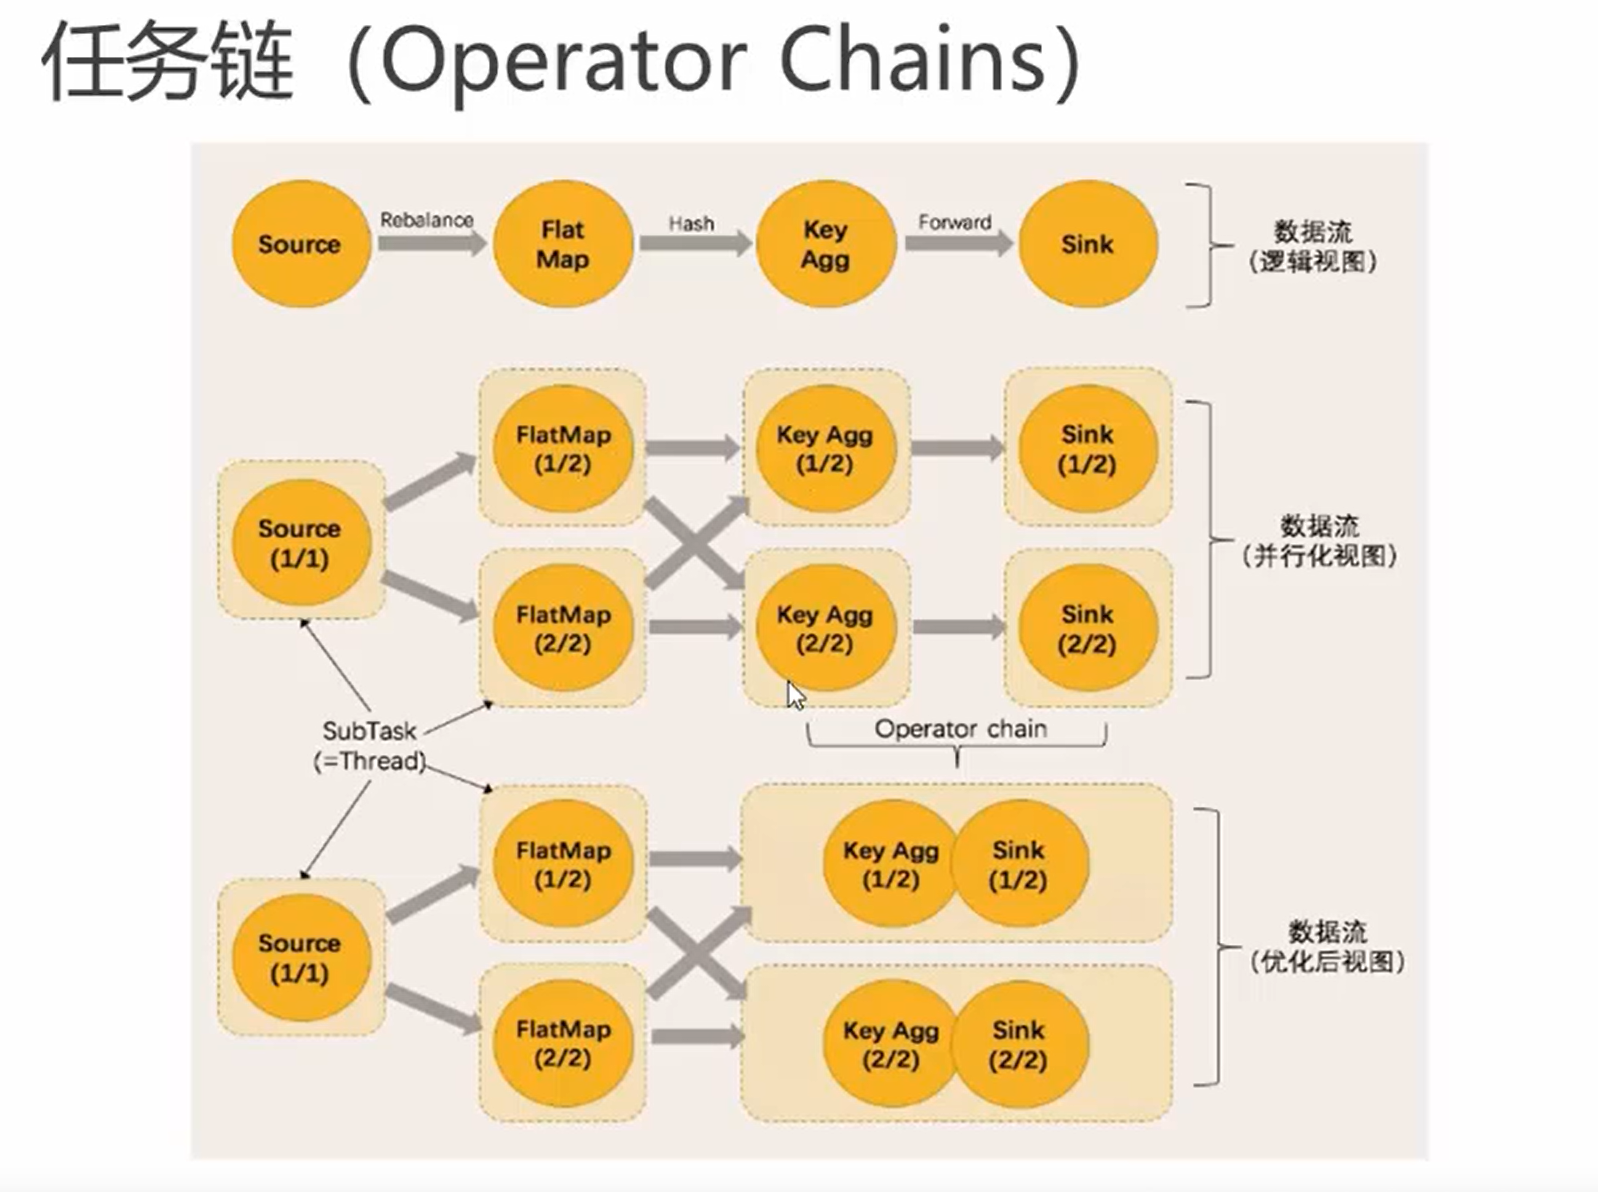 任务链（Operator Chains）
Source
Rebalance
Flat
Map
Hash
Key
Agg
Forward
Sink
数据流
（逻辑视图）
Source
(1/1)
FlatMap
(1/2)
Key Agg
(1/2)
Sink
(1/2)
FlatMap
(2/2)
Key Agg
(2/2)
Sink
(2/2)
数据流
（并行化视图）
SubTask
(=Thread)
Operator chain
Source
(1/1)
FlatMap
(1/2)
Key Agg
(1/2)
Sink
(1/2)
FlatMap
(2/2)
Key Agg
(2/2)
Sink
(2/2)
数据流
（优化后视图）